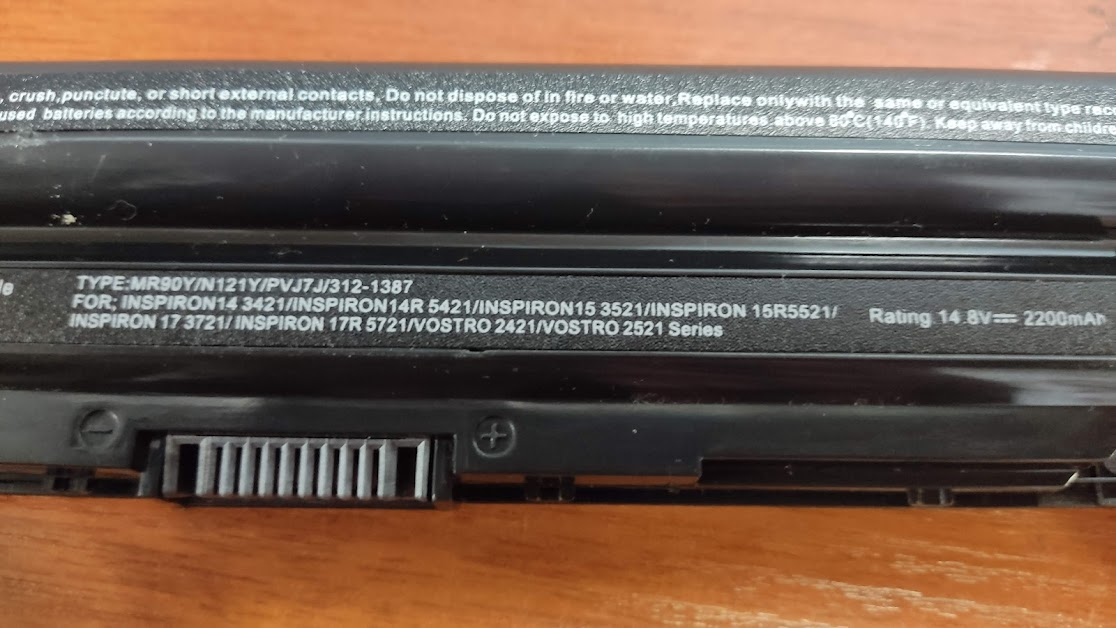 , crush,punctute, or short external contacts, Do not dispose of in fire or water,Replace onlywith the same or equivalent type rec
used batteries according to the manufacturer,instructions. Do not expose to high temperatures above 80°C(140°F). Keep away from childre
le
TYPE:MR90Y/N121Y/PVJ7J/312-1387
FOR; INSPIRON14 3421/INSPIRON14R 5421/INSPIRON15 3521/INSPIRON 15R5521/
INSPIRON 17 3721/ INSPIRON 17R 5721/VOSTRO 2421/VOSTRO 2521 Series
Rating 14.8V⎓ 2200mAh
- +